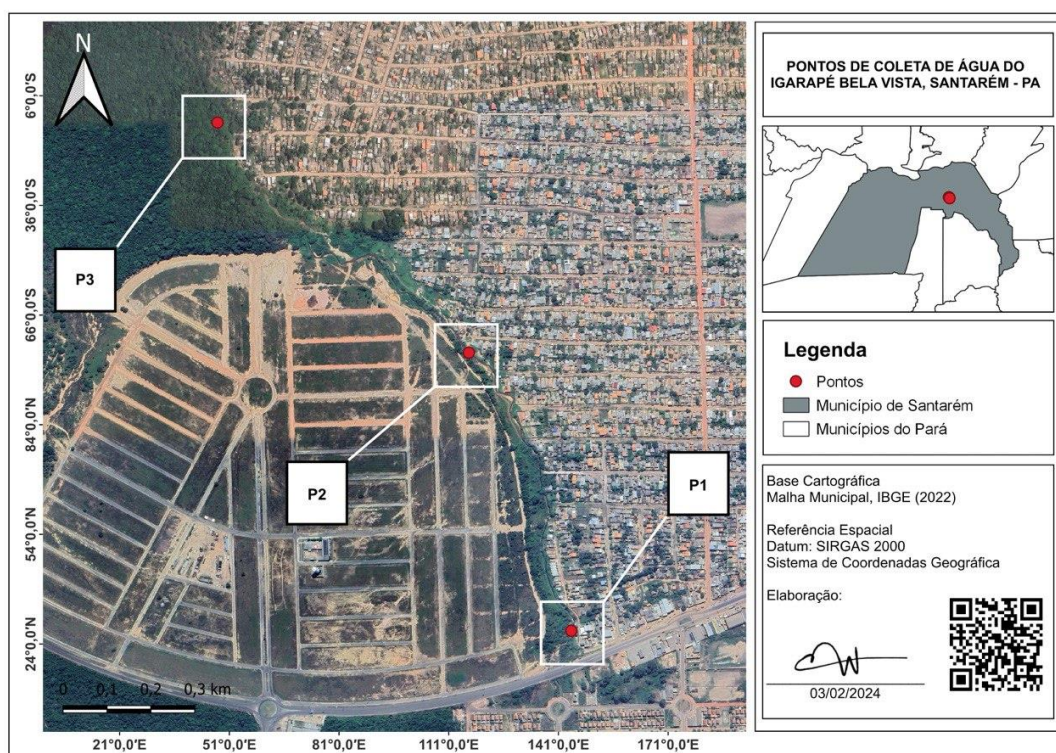 PONTOS DE COLETA DE ÁGUA DO
IGARAPÉ BELA VISTA, SANTARÉM - PA
N
P3
P2
P1
6°0,0'S
36°0,0'S
66°0,0'S
84°0,0'N
54°0,0'N
24°0,0'N
0 0,1 0,2 0,3 km
21°0,0'E 51°0,0'E 81°0,0'E 111°0,0'E 141°0,0'E 171°0,0'E
Legenda
Pontos
Município de Santarém
Municípios do Pará
Base Cartográfica
Malha Municipal, IBGE (2022)
Referência Espacial
Datum: SIRGAS 2000
Sistema de Coordenadas Geográfica
Elaboração:
03/02/2024